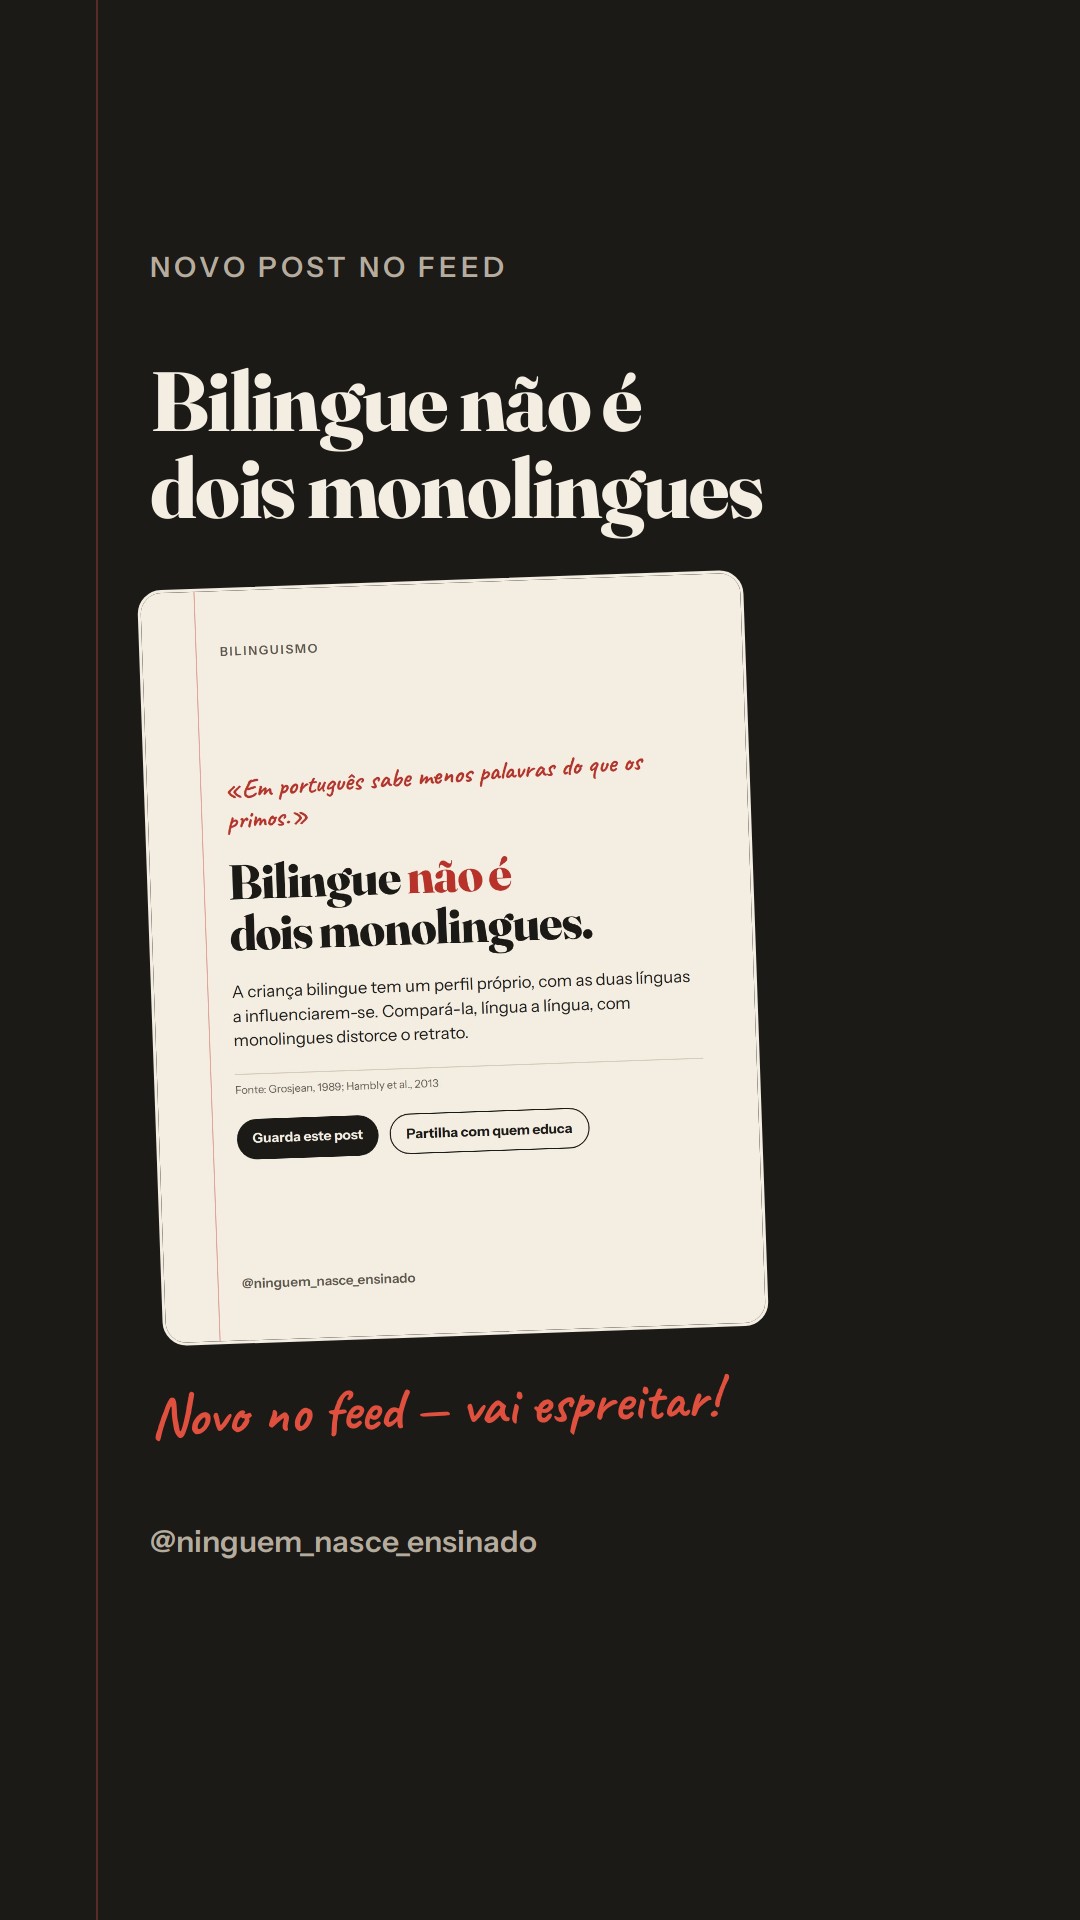 NOVO POST NO FEED
Bilingue não é
dois monolingues
BILINGUISMO
«Em português sabe menos palavras do que os
primos.»
Bilingue não é
dois monolingues.
A criança bilingue tem um perfil próprio, com as duas línguas
a influenciarem-se. Compará-la, língua a língua, com
monolingues distorce o retrato.
Fonte: Grosjean, 1989; Hambly et al., 2013
Guarda este post
Partilha com quem educa
@ninguem_nasce_ensinado
Novo no feed — vai espreitar!
@ninguem_nasce_ensinado